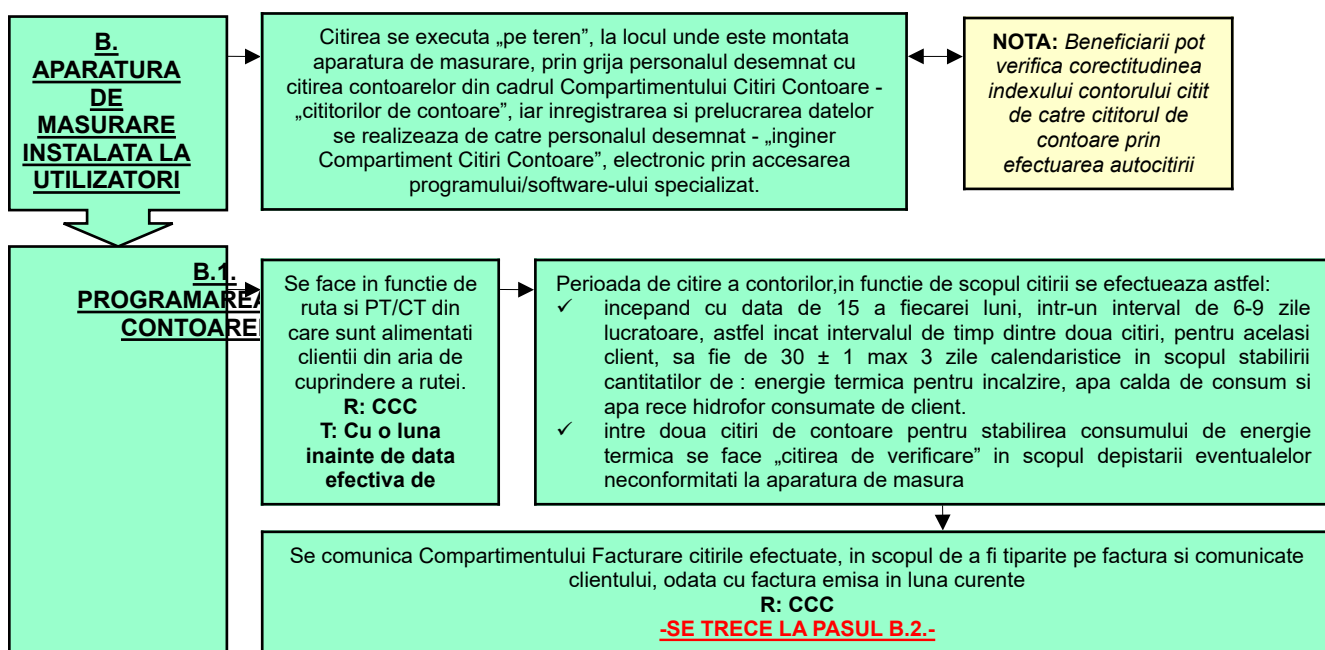 B.
APARATURA
DE
MASURARE
INSTALATA LA
UTILIZATORI
Citirea se executa „pe teren”, la locul unde este montata
aparatura de masurare, prin grija personalul desemnat cu
citirea contoarelor din cadrul Compartimentului Citiri Contoare -
„cititorilor de contoare”, iar inregistrarea si prelucrarea datelor
se realizeaza de catre personalul desemnat - „inginer
Compartiment Citiri Contoare”, electronic prin accesarea
programului/software-ului specializat.
NOTA: Beneficiarii pot
verifica corectitudinea
indexului contorului citit
de catre cititorul de
contoare prin
efectuarea autocitirii
B.1.
PROGRAMAREA
CONTOARE
Se face in functie de
ruta si PT/CT din
care sunt alimentati
clientii din aria de
cuprindere a rutei.
R: CCC
T: Cu o luna
inainte de data
efectiva de
Perioada de citire a contorilor,in functie de scopul citirii se efectueaza astfel:
✓ incepand cu data de 15 a fiecarei luni, intr-un interval de 6-9 zile
lucratoare, astfel incat intervalul de timp dintre doua citiri, pentru acelasi
client, sa fie de 30 ± 1 max 3 zile calendaristice in scopul stabilirii
cantitatilor de : energie termica pentru incalzire, apa calda de consum si
apa rece hidrofor consumate de client.
✓ intre doua citiri de contoare pentru stabilirea consumului de energie
termica se face „citirea de verificare” in scopul depistarii eventualelor
neconformitati la aparatura de masura
Se comunica Compartimentului Facturare citirile efectuate, in scopul de a fi tiparite pe factura si comunicate
clientului, odata cu factura emisa in luna curente
R: CCC
-SE TRECE LA PASUL B.2.-